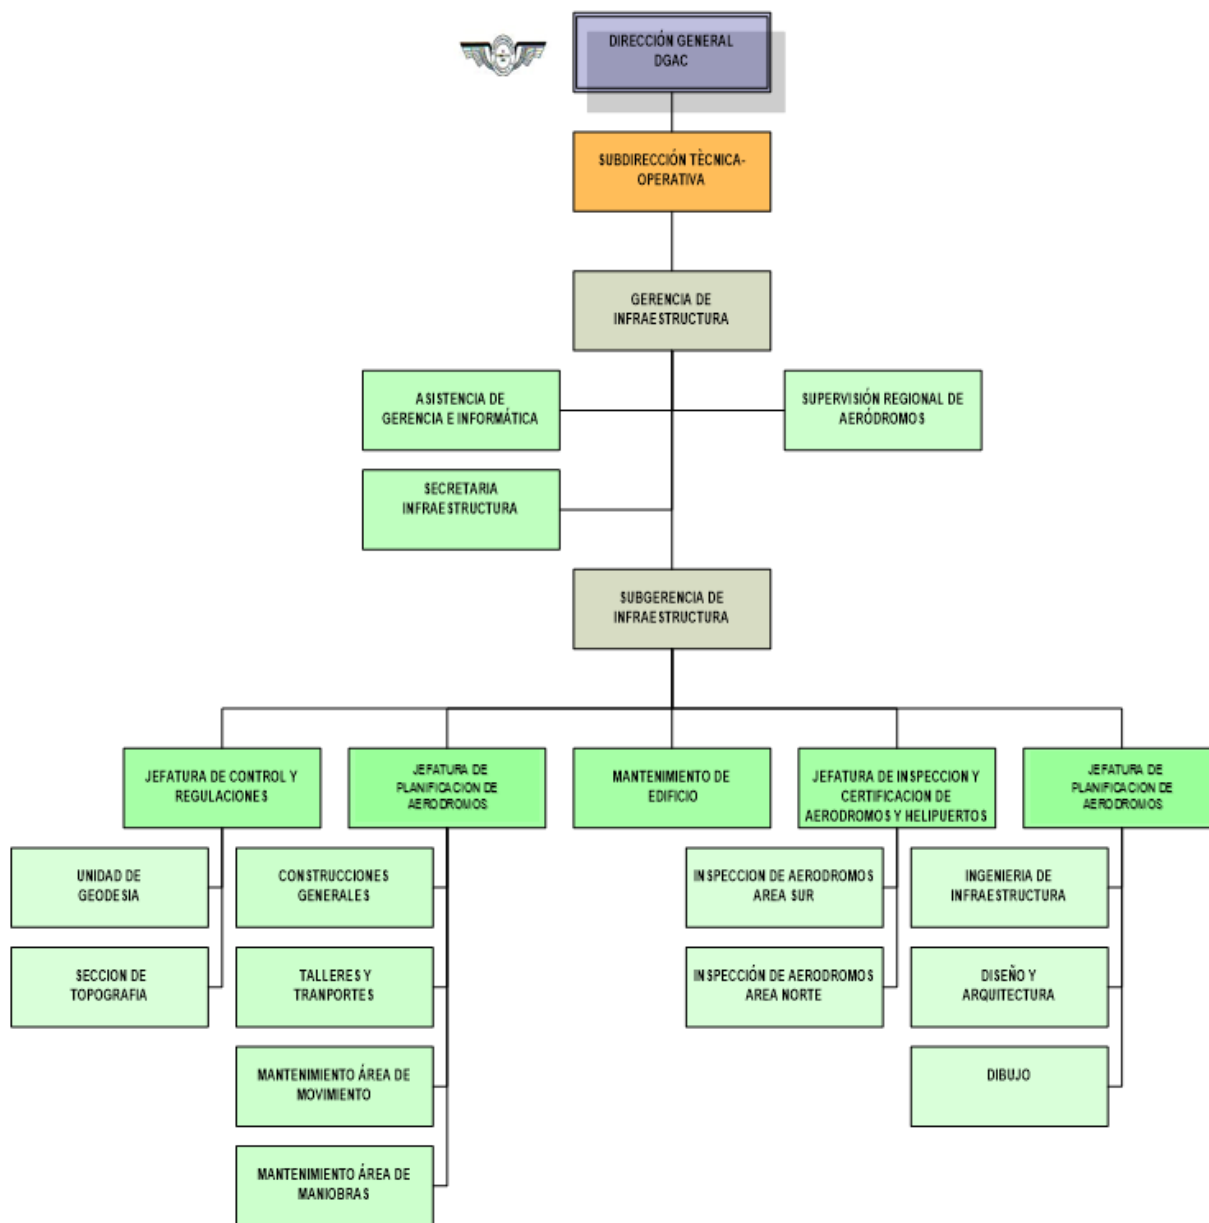 DIRECCIÓN GENERAL
DGAC
SUBDIRECCIÓN TÈCNICA-
OPERATIVA
GERENCIA DE
INFRAESTRUCTURA
ASISTENCIA DE
GERENCIA E INFORMÁTICA
SUPERVISIÓN REGIONAL DE
AERÓDROMOS
SECRETARIA
INFRAESTRUCTURA
SUBGERENCIA DE
INFRAESTRUCTURA
JEFATURA DE CONTROL Y
REGULACIONES
JEFATURA DE
PLANIFICACION DE
AERODROMOS
MANTENIMIENTO DE
EDIFICIO
JEFATURA DE INSPECCION Y
CERTIFICACION DE
AERODROMOS Y HELIPUERTOS
JEFATURA DE
PLANIFICACION DE
AERODROMOS
UNIDAD DE
GEODESIA
CONSTRUCCIONES
GENERALES
INSPECCION DE AERODROMOS
AREA SUR
INGENIERIA DE
INFRAESTRUCTURA
SECCION DE
TOPOGRAFIA
TALLERES Y
TRANPORTES
INSPECCIÓN DE AERODROMOS
AREA NORTE
DISEÑO Y
ARQUITECTURA
MANTENIMIENTO ÁREA DE
MOVIMIENTO
DIBUJO
MANTENIMIENTO ÁREA DE
MANIOBRAS